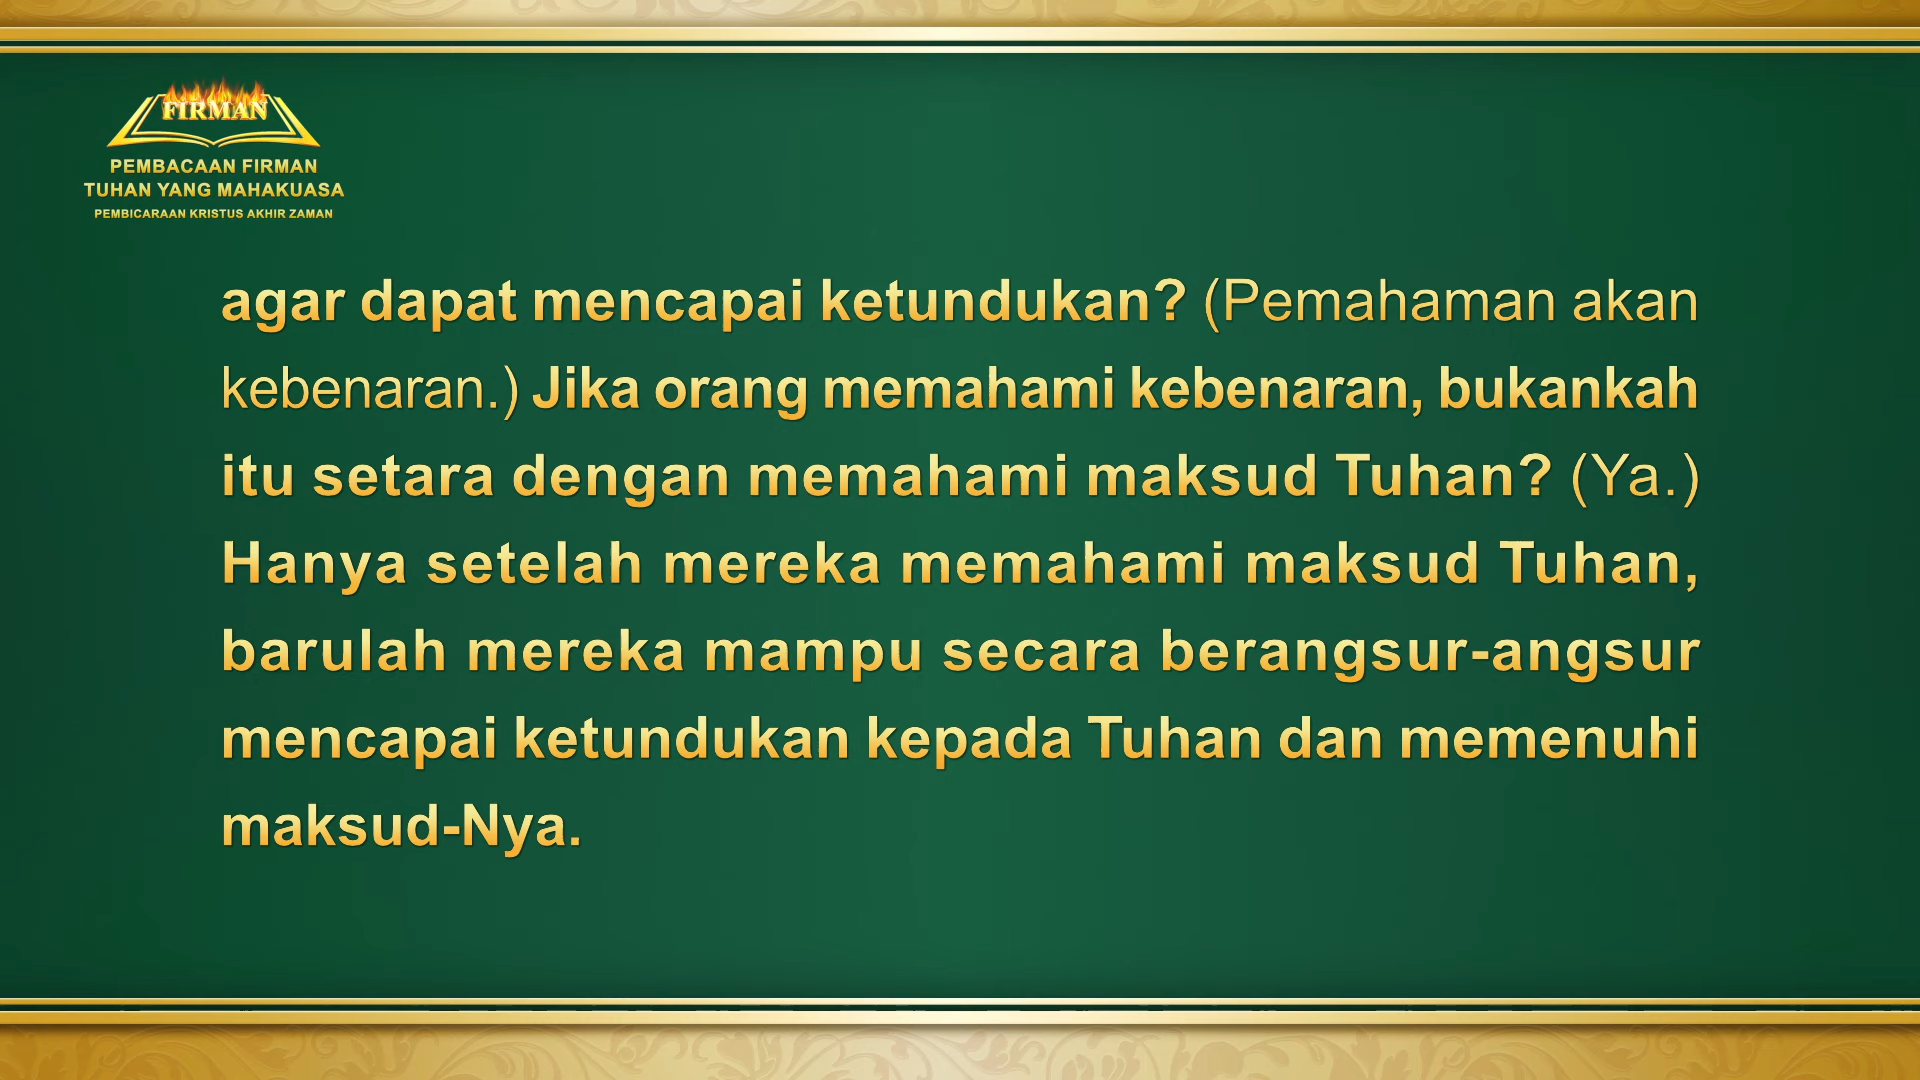 FIRMAN
PEMBACAAN FIRMAN
TUHAN YANG MAHAKUASA
PEMBICARAAN KRISTUS AKHIR ZAMAN
agar dapat mencapai ketundukan? (Pemahaman akan
kebenaran.) Jika orang memahami kebenaran, bukankah
itu setara dengan memahami maksud Tuhan? (Ya.)
Hanya setelah mereka memahami maksud Tuhan,
barulah mereka mampu secara berangsur-angsur
mencapai ketundukan kepada Tuhan dan memenuhi
maksud-Nya.